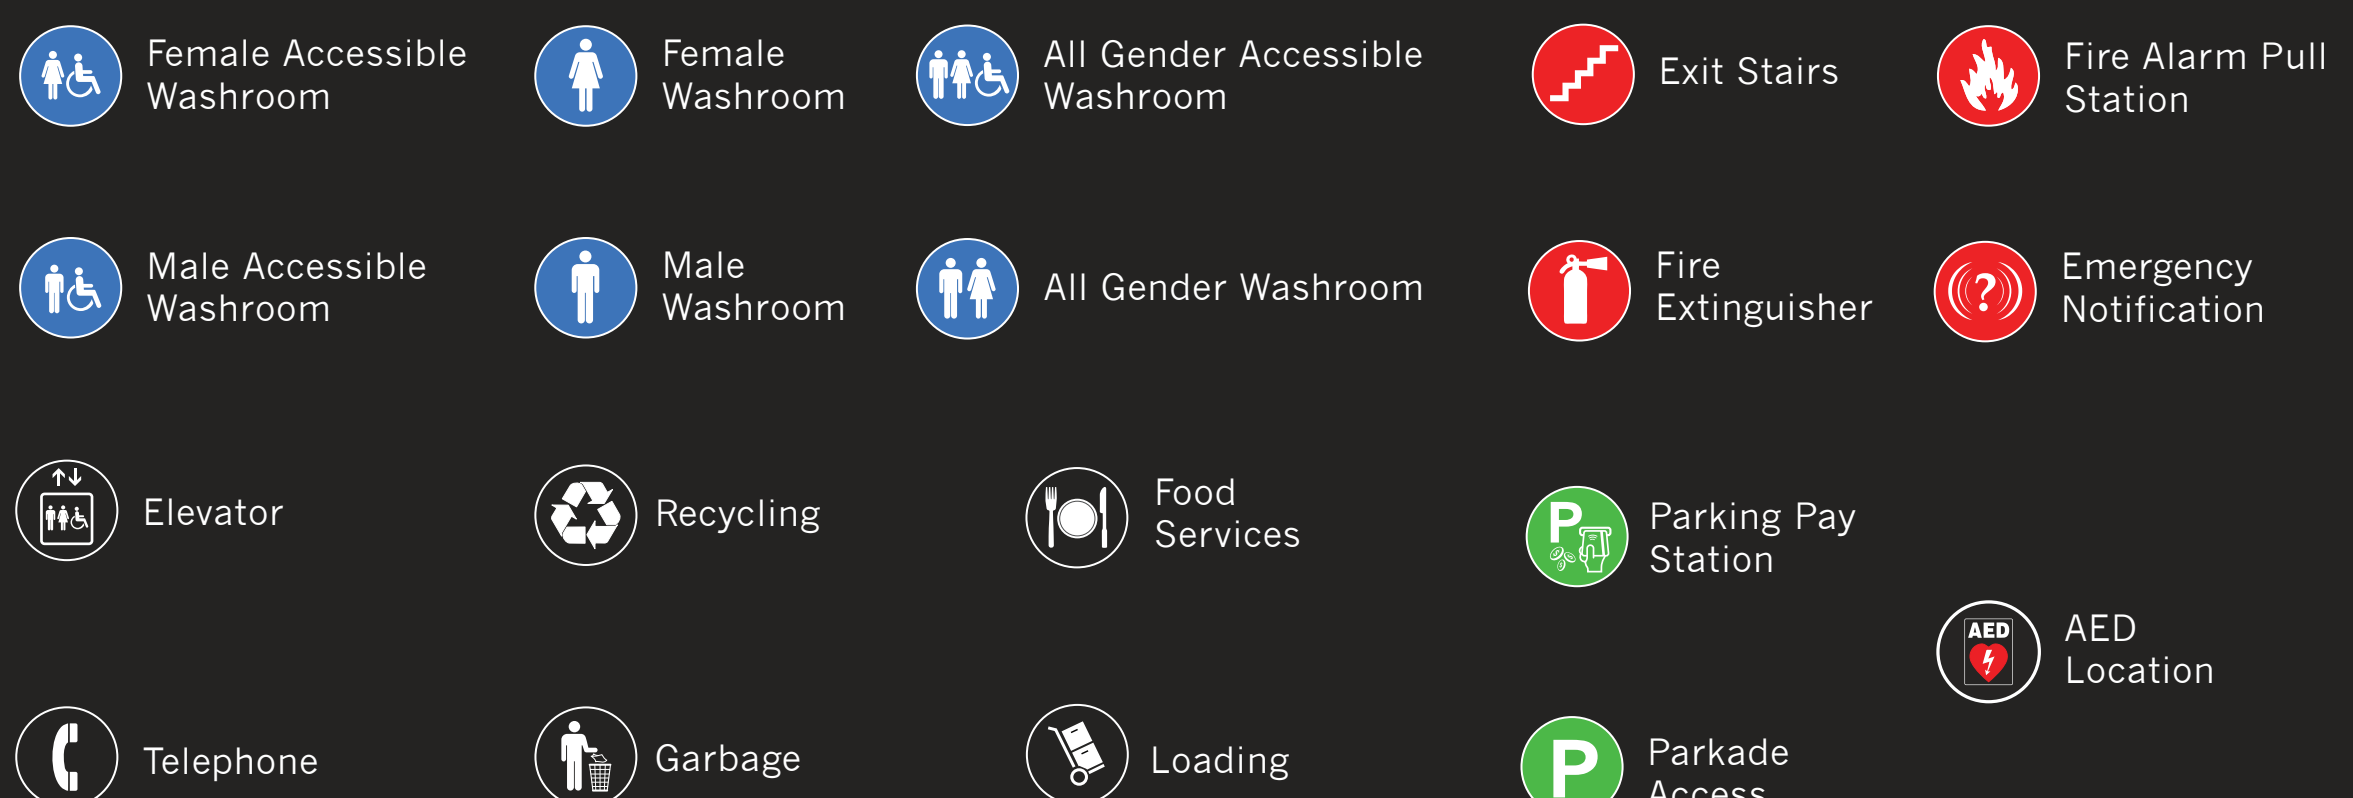 Female Accessible
Washroom
Female
Washroom
All Gender Accessible
Washroom
Exit Stairs
Fire Alarm Pull
Station
Male Accessible
Washroom
Male
Washroom
All Gender Washroom
Fire
Extinguisher
?
Emergency
Notification
Elevator
Recycling
Food
Services
P
Parking Pay
Station
AED
AED
Location
Telephone
Garbage
Loading
P
Parkade
Access